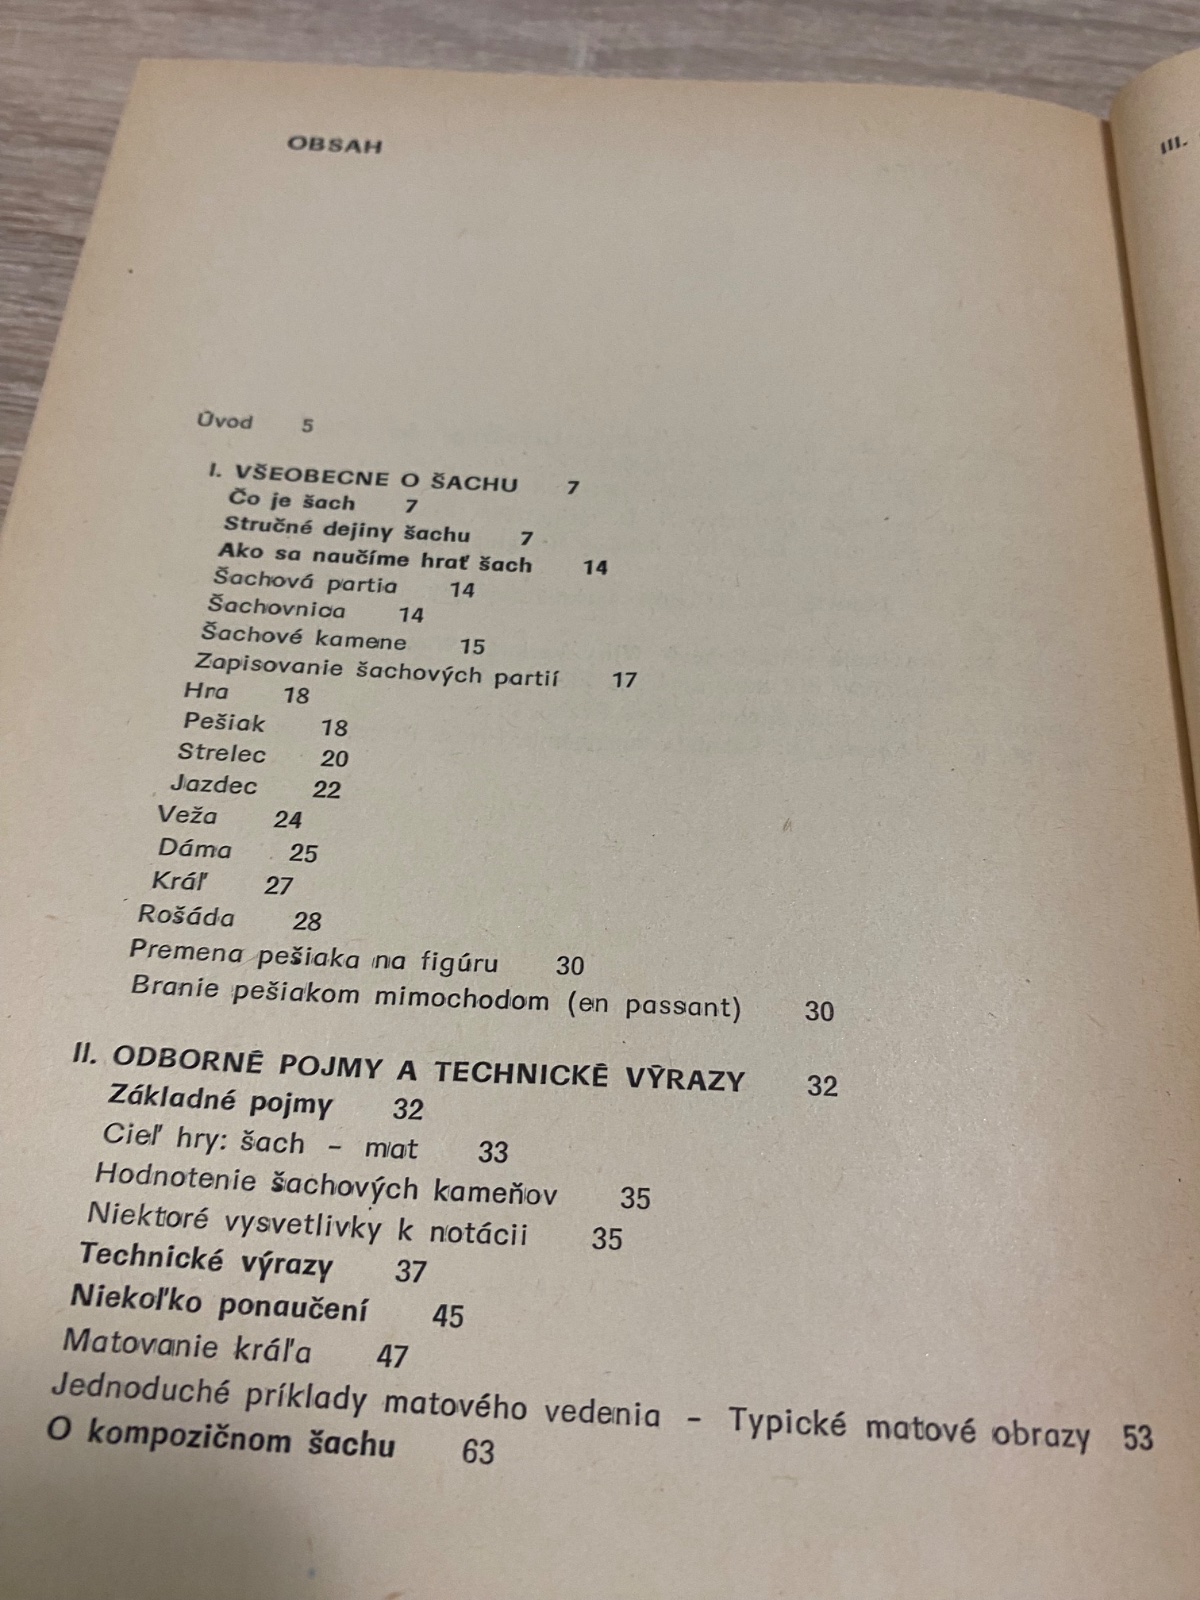 OBSAH
III.
Úvod 5
I. VŠEOBECNE O ŠACHU 7
Čo je šach 7
Stručné dejiny šachu 7
Ako sa naučíme hrať šach 14
Šachová partia 14
Šachovnica 14
Šachové kamene 15
Zapisovanie šachových partií 17
Hra 18
Pešiak 18
Strelec 20
Jazdec 22
Veža 24
Dáma 25
Kráľ 27
Rošáda 28
Premena pešiaka na figúru 30
Branie pešiakom mimochodom (en passant) 30
II. ODBORNÉ POJMY A TECHNICKÉ VÝRAZY 32
Základné pojmy 32
Cieľ hry: šach – mat 33
Hodnotenie šachových kameňov 35
Niektoré vysvetlivky k notácii 35
Technické výrazy 37
Niekoľko ponaučení 45
Matovanie kráľa 47
Jednoduché príklady matového vedenia – Typické matové obrazy 53
O kompozičnom šachu 63